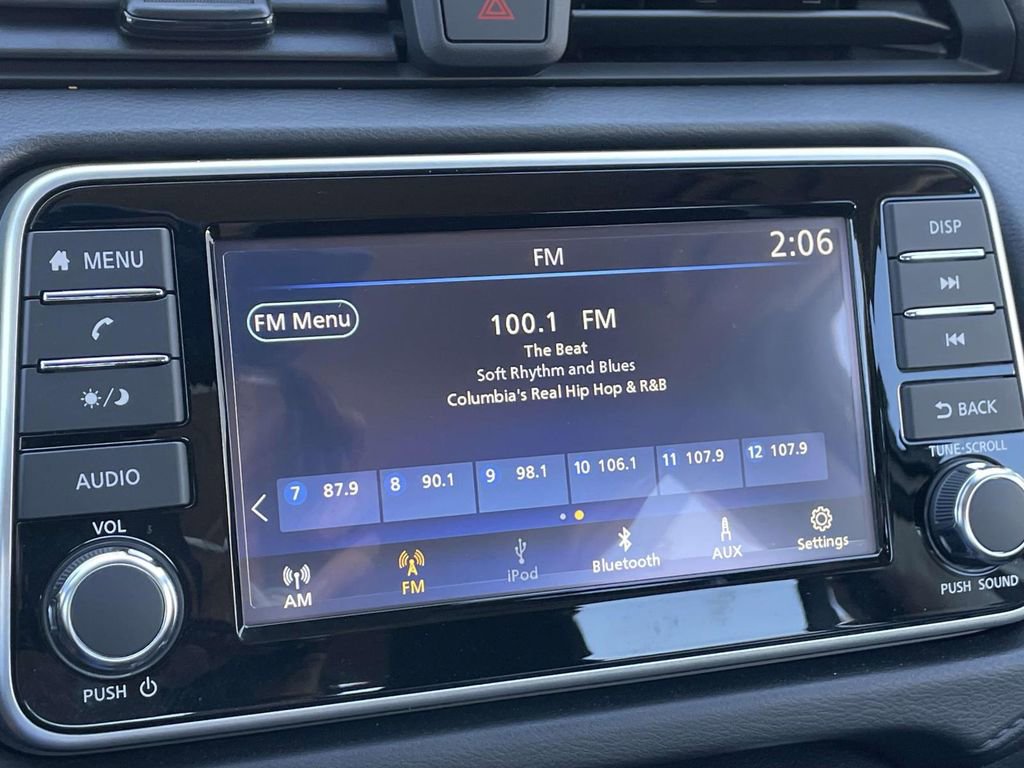 FM
2:06
MENU
DISP
FM Menu
100.1 FM
The Beat
Soft Rhythm and Blues
Columbia's Real Hip Hop & R&B
BACK
AUDIO
TUNE·SCROLL
7 87.9
8 90.1
9 98.1
10 106.1
11 107.9
12 107.9
VOL
AM
FM
iPod
Bluetooth
AUX
Settings
PUSH SOUND
PUSH